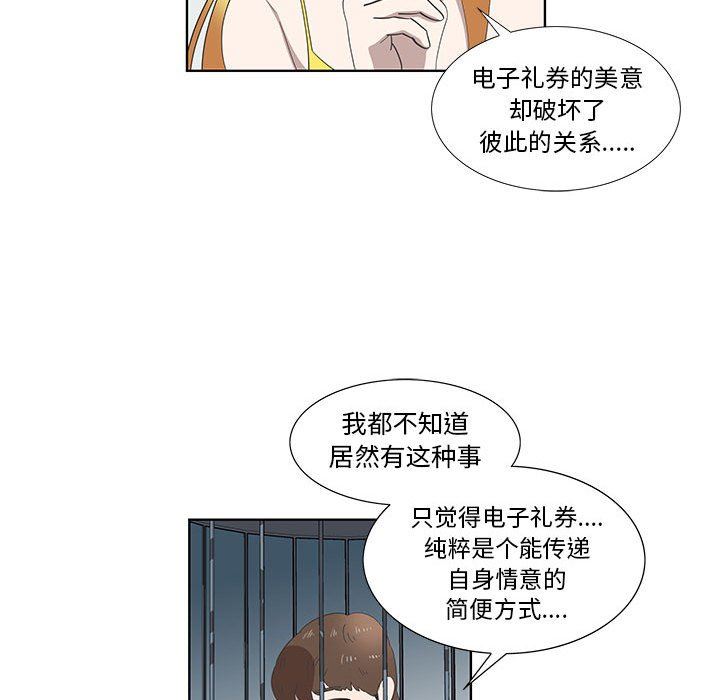 电子礼券的美意
却破坏了
彼此的关系.....
我都不知道
居然有这种事
只觉得电子礼券....
纯粹是个能传递
自身情意的
简便方式....